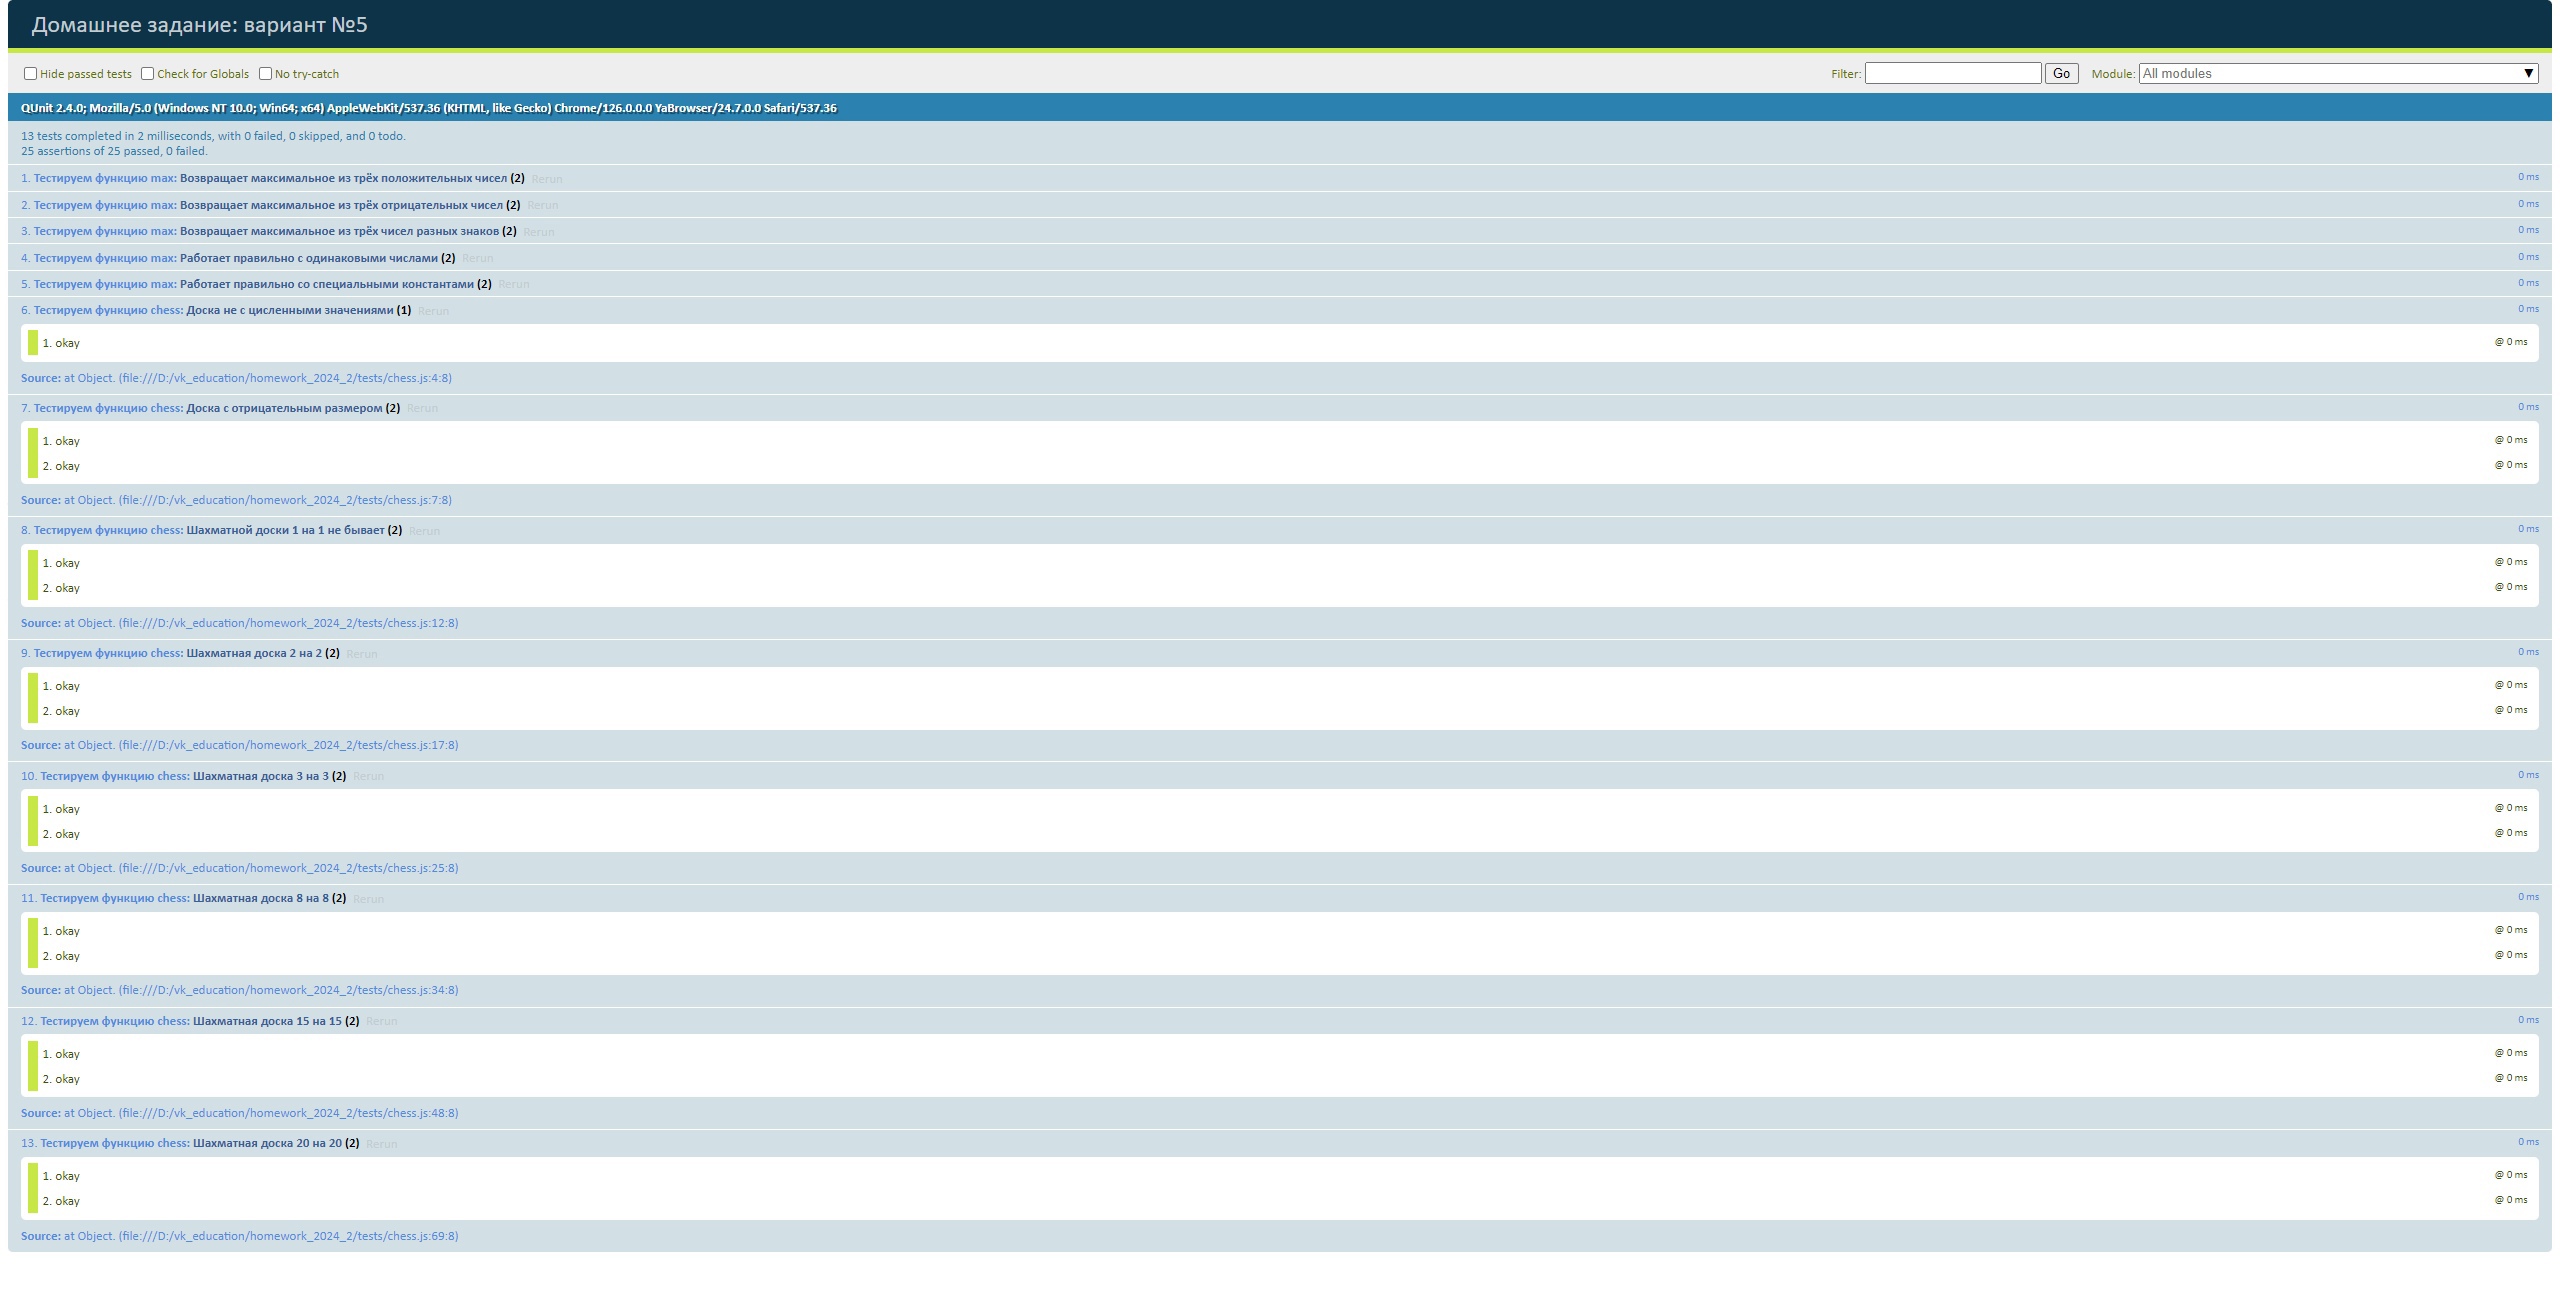 Домашнее задание: вариант №5
Hide passed tests Check for Globals No try-catch Filter: Go Module: All modules ▼
QUnit 2.4.0; Mozilla/5.0 (Windows NT 10.0; Win64; x64) AppleWebKit/537.36 (KHTML, like Gecko) Chrome/126.0.0.0 YaBrowser/24.7.0.0 Safari/537.36
13 tests completed in 2 milliseconds, with 0 failed, 0 skipped, and 0 todo.
25 assertions of 25 passed, 0 failed.
1. Тестируем функцию max: Возвращает максимальное из трёх положительных чисел (2) Rerun 0 ms
2. Тестируем функцию max: Возвращает максимальное из трёх отрицательных чисел (2) Rerun 0 ms
3. Тестируем функцию max: Возвращает максимальное из трёх чисел разных знаков (2) Rerun 0 ms
4. Тестируем функцию max: Работает правильно с одинаковыми числами (2) Rerun 0 ms
5. Тестируем функцию max: Работает правильно со специальными константами (2) Rerun 0 ms
6. Тестируем функцию chess: Доска не с цисленными значениями (1) Rerun 0 ms
1. okay @ 0 ms
Source: at Object. (file:///D:/vk_education/homework_2024_2/tests/chess.js:4:8)
7. Тестируем функцию chess: Доска с отрицательным размером (2) Rerun 0 ms
1. okay @ 0 ms
2. okay @ 0 ms
Source: at Object. (file:///D:/vk_education/homework_2024_2/tests/chess.js:7:8)
8. Тестируем функцию chess: Шахматной доски 1 на 1 не бывает (2) Rerun 0 ms
1. okay @ 0 ms
2. okay @ 0 ms
Source: at Object. (file:///D:/vk_education/homework_2024_2/tests/chess.js:12:8)
9. Тестируем функцию chess: Шахматная доска 2 на 2 (2) Rerun 0 ms
1. okay @ 0 ms
2. okay @ 0 ms
Source: at Object. (file:///D:/vk_education/homework_2024_2/tests/chess.js:17:8)
10. Тестируем функцию chess: Шахматная доска 3 на 3 (2) Rerun 0 ms
1. okay @ 0 ms
2. okay @ 0 ms
Source: at Object. (file:///D:/vk_education/homework_2024_2/tests/chess.js:25:8)
11. Тестируем функцию chess: Шахматная доска 8 на 8 (2) Rerun 0 ms
1. okay @ 0 ms
2. okay @ 0 ms
Source: at Object. (file:///D:/vk_education/homework_2024_2/tests/chess.js:34:8)
12. Тестируем функцию chess: Шахматная доска 15 на 15 (2) Rerun 0 ms
1. okay @ 0 ms
2. okay @ 0 ms
Source: at Object. (file:///D:/vk_education/homework_2024_2/tests/chess.js:48:8)
13. Тестируем функцию chess: Шахматная доска 20 на 20 (2) Rerun 0 ms
1. okay @ 0 ms
2. okay @ 0 ms
Source: at Object. (file:///D:/vk_education/homework_2024_2/tests/chess.js:69:8)